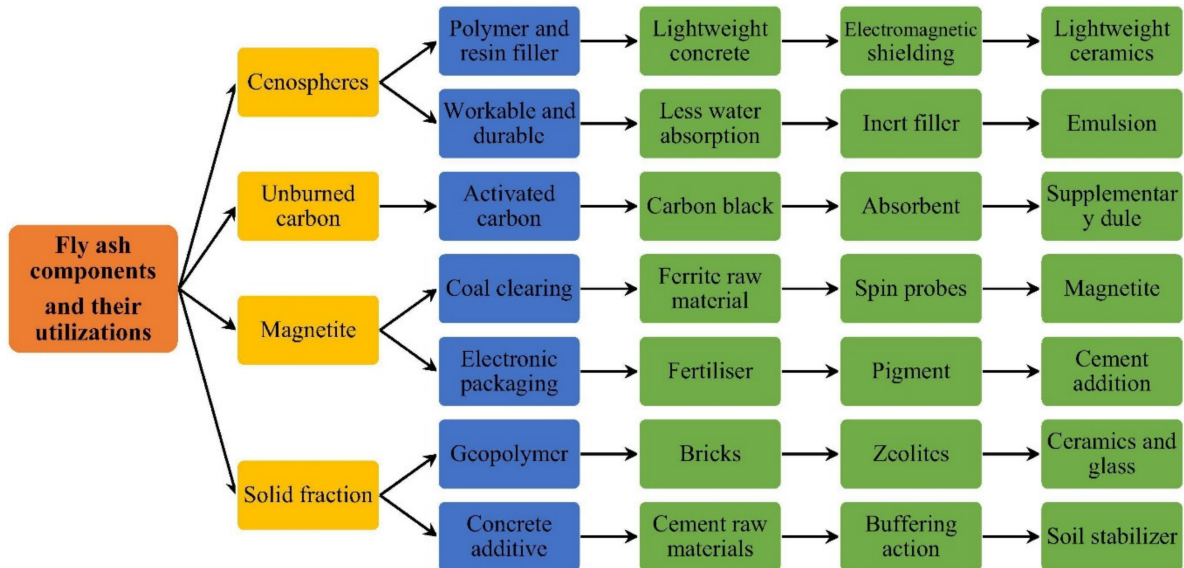 Fly ash
components
and their
utilizations
Cenospheres
Unburned
carbon
Magnetite
Solid fraction
Polymer and
resin filler
Lightweight
concrete
Electromagnetic
shielding
Lightweight
ceramics
Workable and
durable
Less water
absorption
Inert filler
Emulsion
Activated
carbon
Carbon black
Absorbent
Supplementar
y dule
Coal clearing
Ferrite raw
material
Spin probes
Magnetite
Electronic
packaging
Fertiliser
Pigment
Cement
addition
Geopolymer
Bricks
Zeolites
Ceramics and
glass
Concrete
additive
Cement raw
materials
Buffering
action
Soil stabilizer